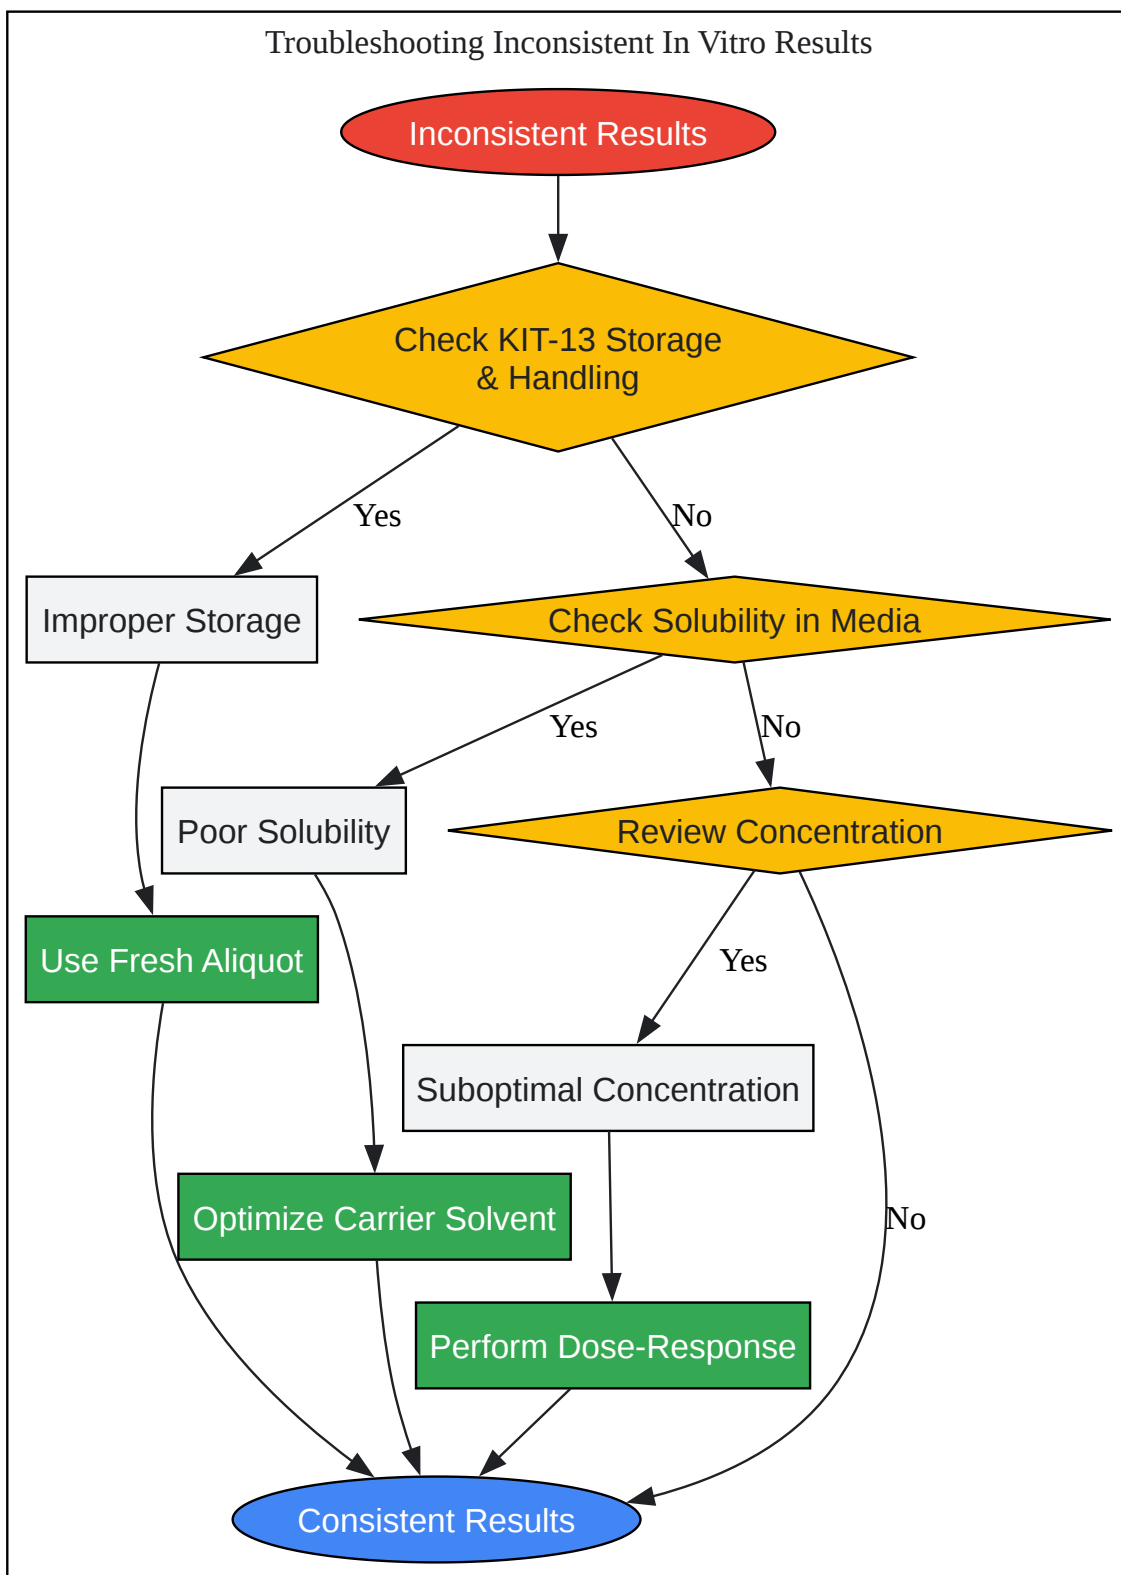 Troubleshooting Inconsistent In Vitro Results
Inconsistent Results
Check KIT-13 Storage
& Handling
Yes
No
Improper Storage
Check Solubility in Media
Yes
No
Poor Solubility
Review Concentration
Use Fresh Aliquot
Yes
Suboptimal Concentration
Optimize Carrier Solvent
No
Perform Dose-Response
Consistent Results